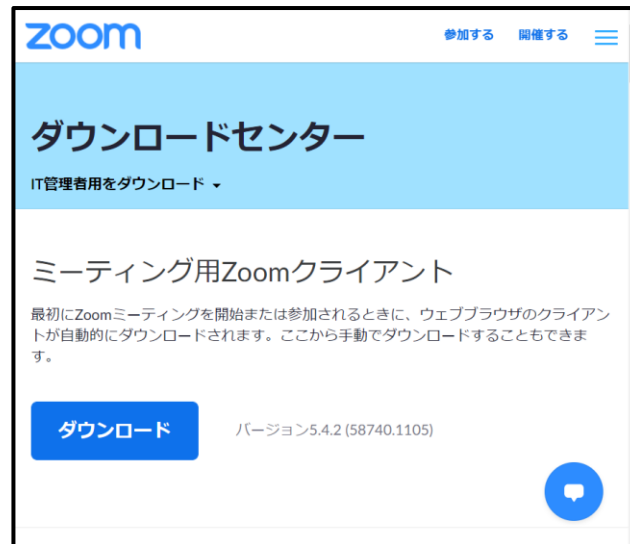 zoom 参加する 開催する
ダウンロードセンター
IT管理者用をダウンロード
ミーティング用Zoomクライアント
最初にZoomミーティングを開始または参加されるときに、ウェブブラウザのクライアン
トが自動的にダウンロードされます。ここから手動でダウンロードすることもできま
す。
ダウンロード バージョン5.4.2 (58740.1105)